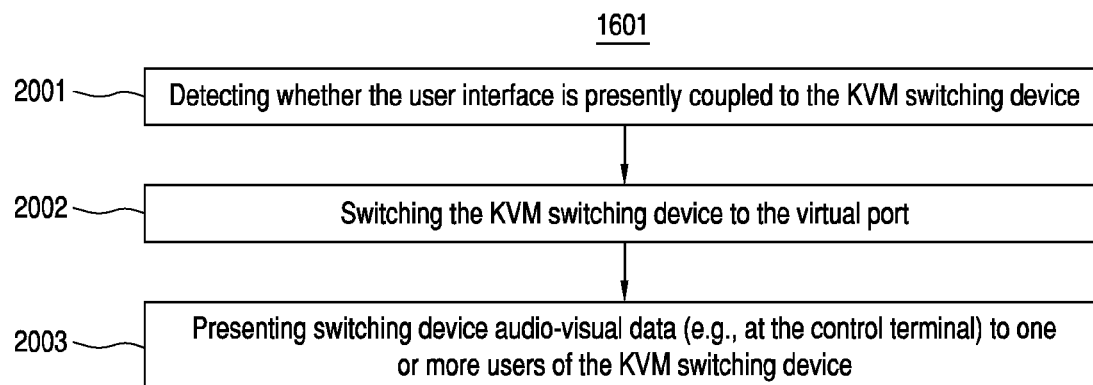 1601
2001 Detecting whether the user interface is presently coupled to the KVM switching device
2002 Switching the KVM switching device to the virtual port
2003 Presenting switching device audio-visual data (e.g., at the control terminal) to one
or more users of the KVM switching device